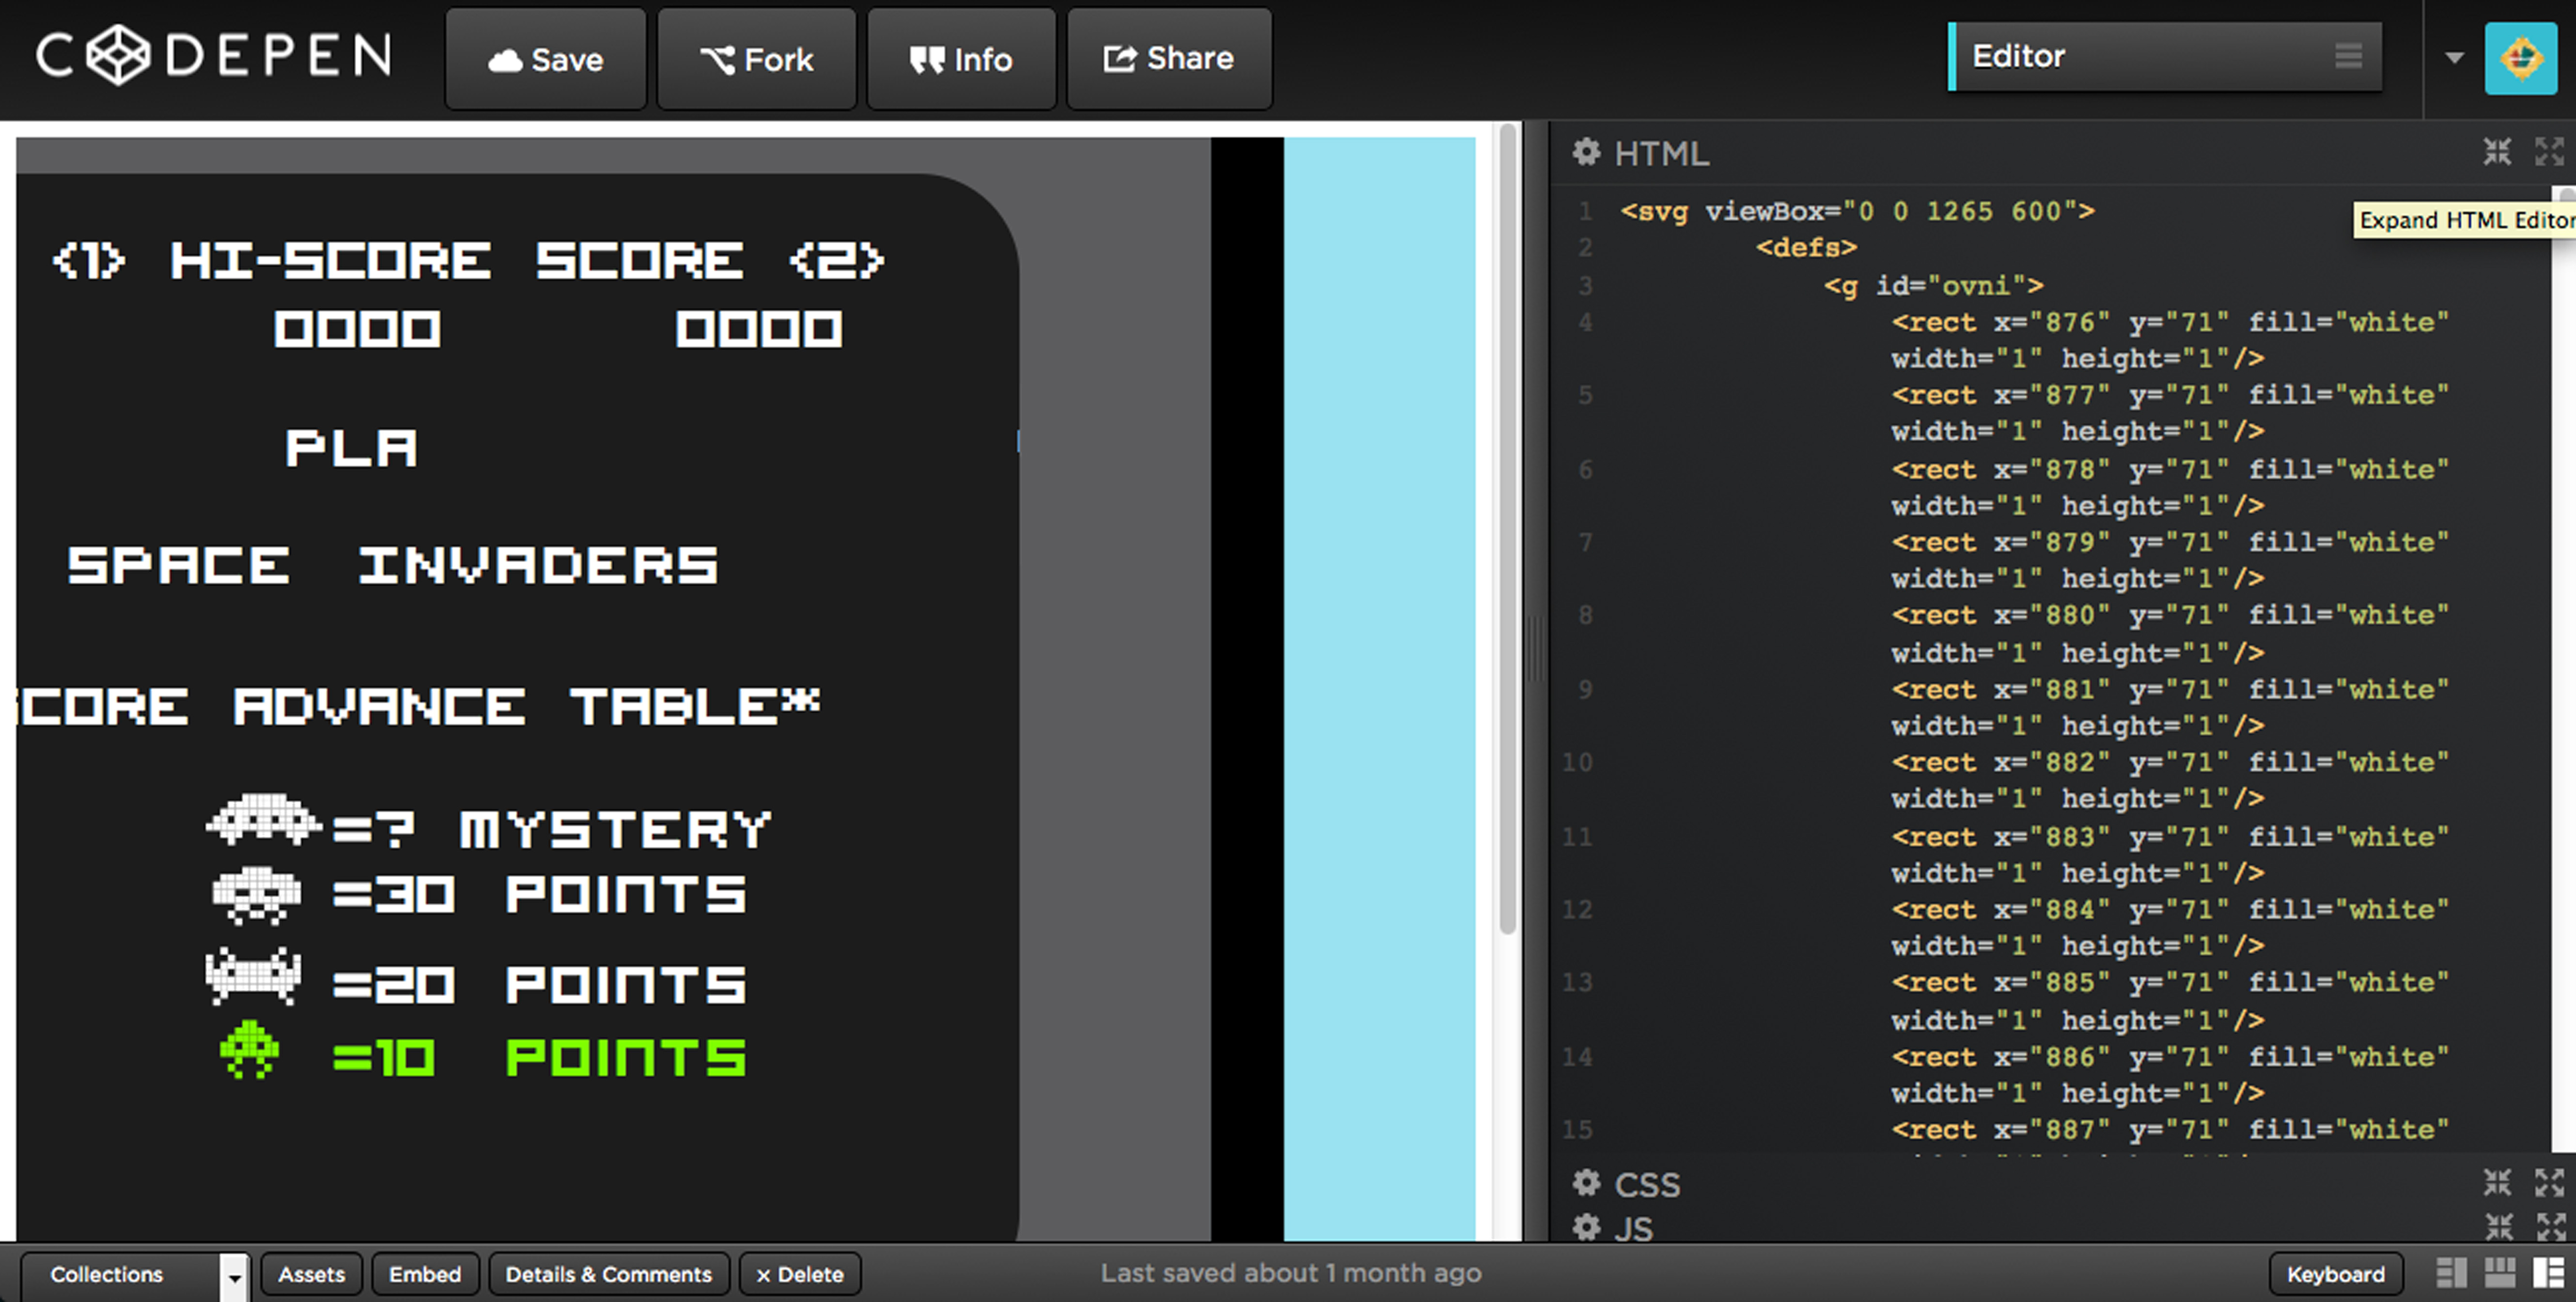 CODEPEN
Save
Fork
Info
Share
Editor
<1> HI-SCORE SCORE <2>
0000 0000
PLA
SPACE INVADERS
SCORE ADVANCE TABLE*
=? MYSTERY
=30 POINTS
=20 POINTS
=10 POINTS
HTML
Expand HTML Editor
1 <svg viewBox="0 0 1265 600">
2 <defs>
3 <g id="ovni">
4 <rect x="876" y="71" fill="white"
width="1" height="1"/>
5 <rect x="877" y="71" fill="white"
width="1" height="1"/>
6 <rect x="878" y="71" fill="white"
width="1" height="1"/>
7 <rect x="879" y="71" fill="white"
width="1" height="1"/>
8 <rect x="880" y="71" fill="white"
width="1" height="1"/>
9 <rect x="881" y="71" fill="white"
width="1" height="1"/>
10 <rect x="882" y="71" fill="white"
width="1" height="1"/>
11 <rect x="883" y="71" fill="white"
width="1" height="1"/>
12 <rect x="884" y="71" fill="white"
width="1" height="1"/>
13 <rect x="885" y="71" fill="white"
width="1" height="1"/>
14 <rect x="886" y="71" fill="white"
width="1" height="1"/>
15 <rect x="887" y="71" fill="white"
CSS
JS
Collections
Assets
Embed
Details & Comments
x Delete
Last saved about 1 month ago
Keyboard